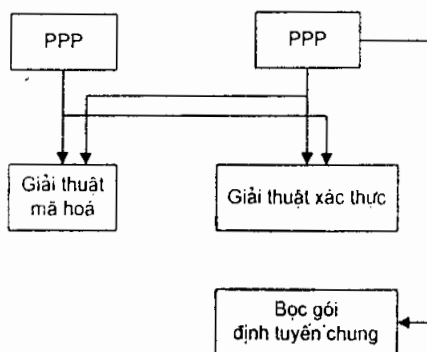 PPP
PPP
Giải thuật
mã hoá
Giải thuật xác thực
Bọc gói
định tuyến chung